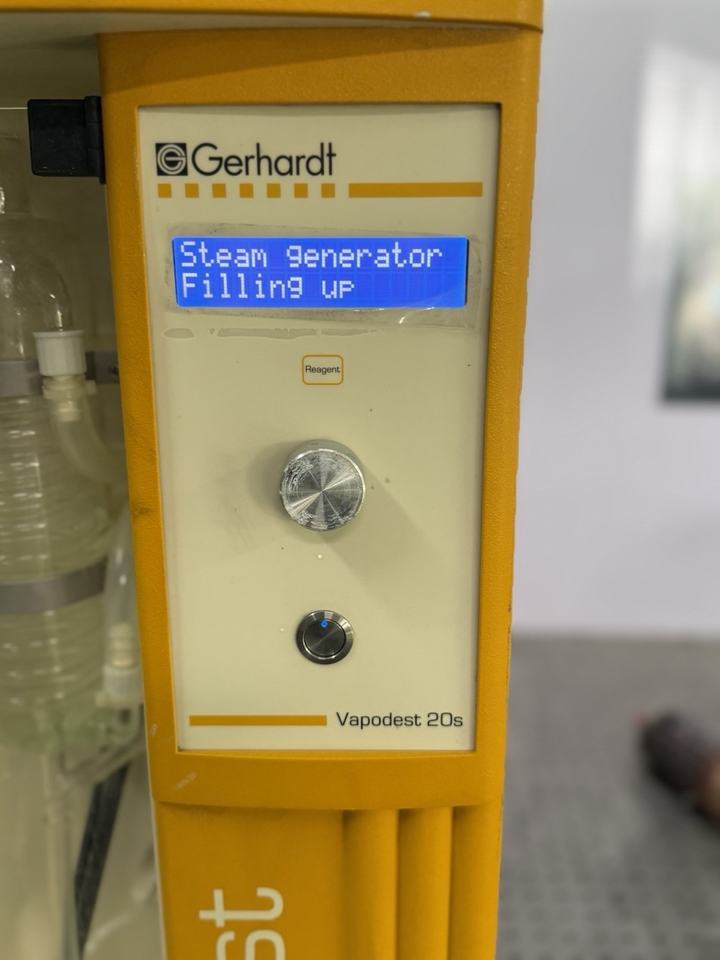 Gerhardt
Steam generator
Filling up
Reagent
Vapodest 20s
st